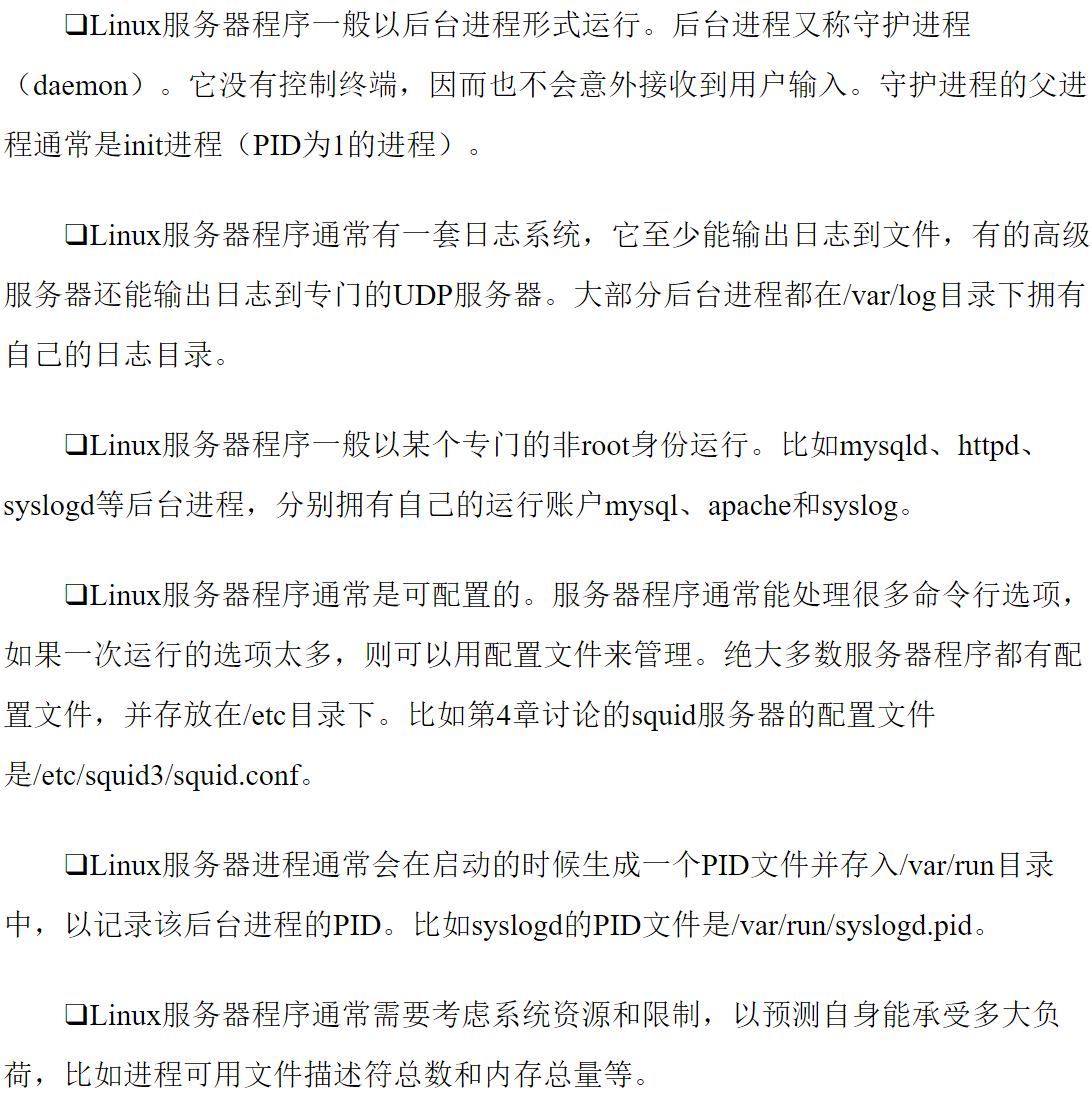 ❑Linux服务器程序一般以后台进程形式运行。后台进程又称守护进程
（daemon）。它没有控制终端，因而也不会意外接收到用户输入。守护进程的父进
程通常是init进程（PID为1的进程）。
❑Linux服务器程序通常有一套日志系统，它至少能输出日志到文件，有的高级
服务器还能输出日志到专门的UDP服务器。大部分后台进程都在/var/log目录下拥有
自己的日志目录。
❑Linux服务器程序一般以某个专门的非root身份运行。比如mysqld、httpd、
syslogd等后台进程，分别拥有自己的运行账户mysql、apache和syslog。
❑Linux服务器程序通常是可配置的。服务器程序通常能处理很多命令行选项，
如果一次运行的选项太多，则可以用配置文件来管理。绝大多数服务器程序都有配
置文件，并存放在/etc目录下。比如第4章讨论的squid服务器的配置文件
是/etc/squid3/squid.conf。
❑Linux服务器进程通常会在启动的时候生成一个PID文件并存入/var/run目录
中，以记录该后台进程的PID。比如syslogd的PID文件是/var/run/syslogd.pid。
❑Linux服务器程序通常需要考虑系统资源和限制，以预测自身能承受多大负
荷，比如进程可用文件描述符总数和内存总量等。